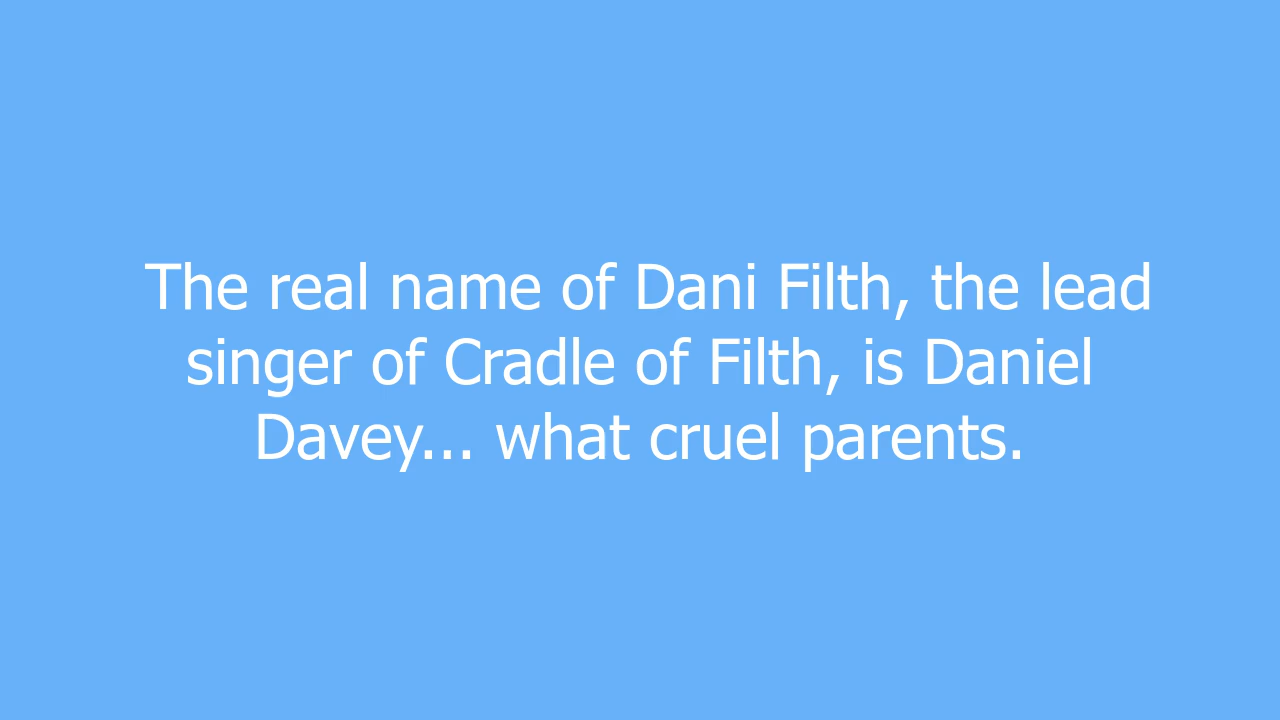 The real name of Dani Filth, the lead
singer of Cradle of Filth, is Daniel
Davey... what cruel parents.